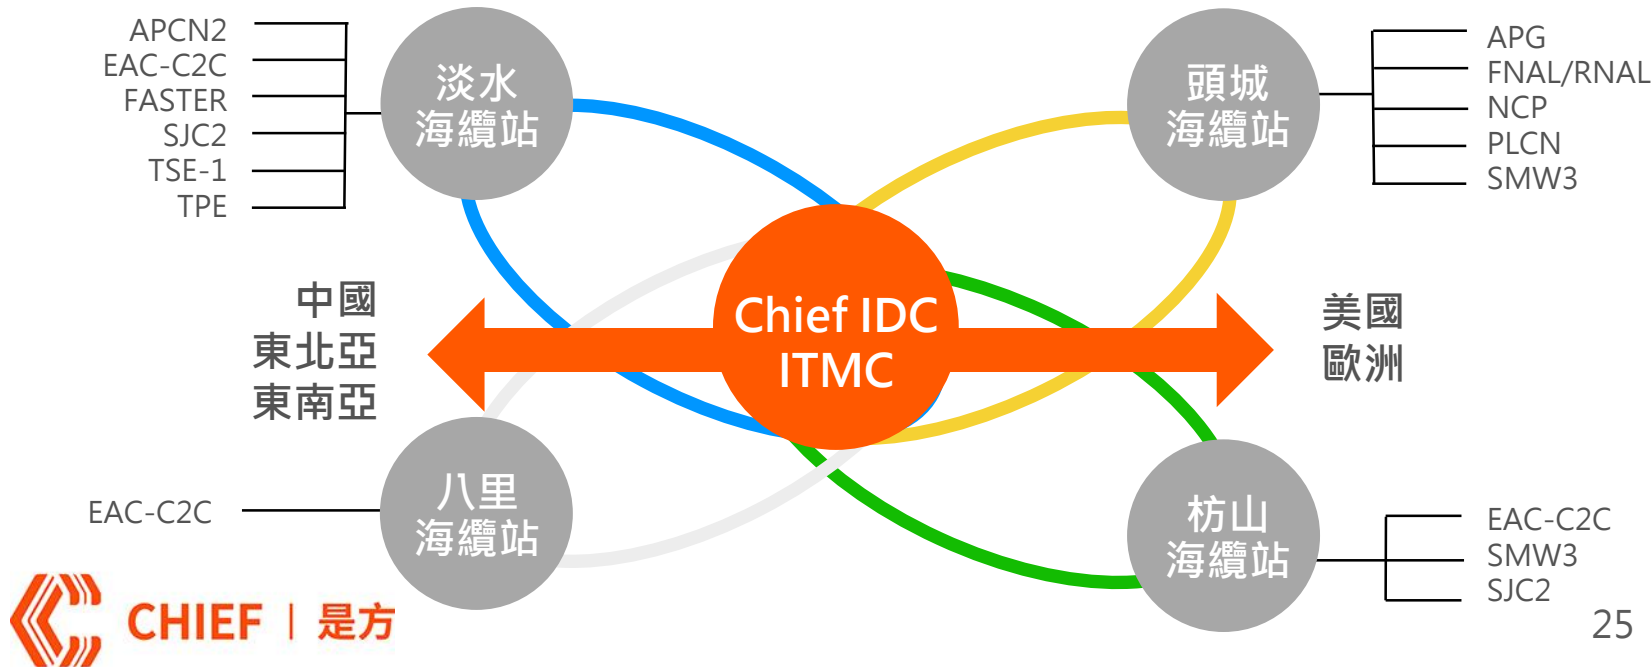 APCN2
EAC-C2C
FASTER
SJC2
TSE-1
TPE
淡水
海纜站
頭城
海纜站
APG
FNAL/RNAL
NCP
PLCN
SMW3
中國
東北亞
東南亞
Chief IDC
ITMC
美國
歐洲
EAC-C2C
八里
海纜站
枋山
海纜站
EAC-C2C
SMW3
SJC2
CHIEF | 是方
25